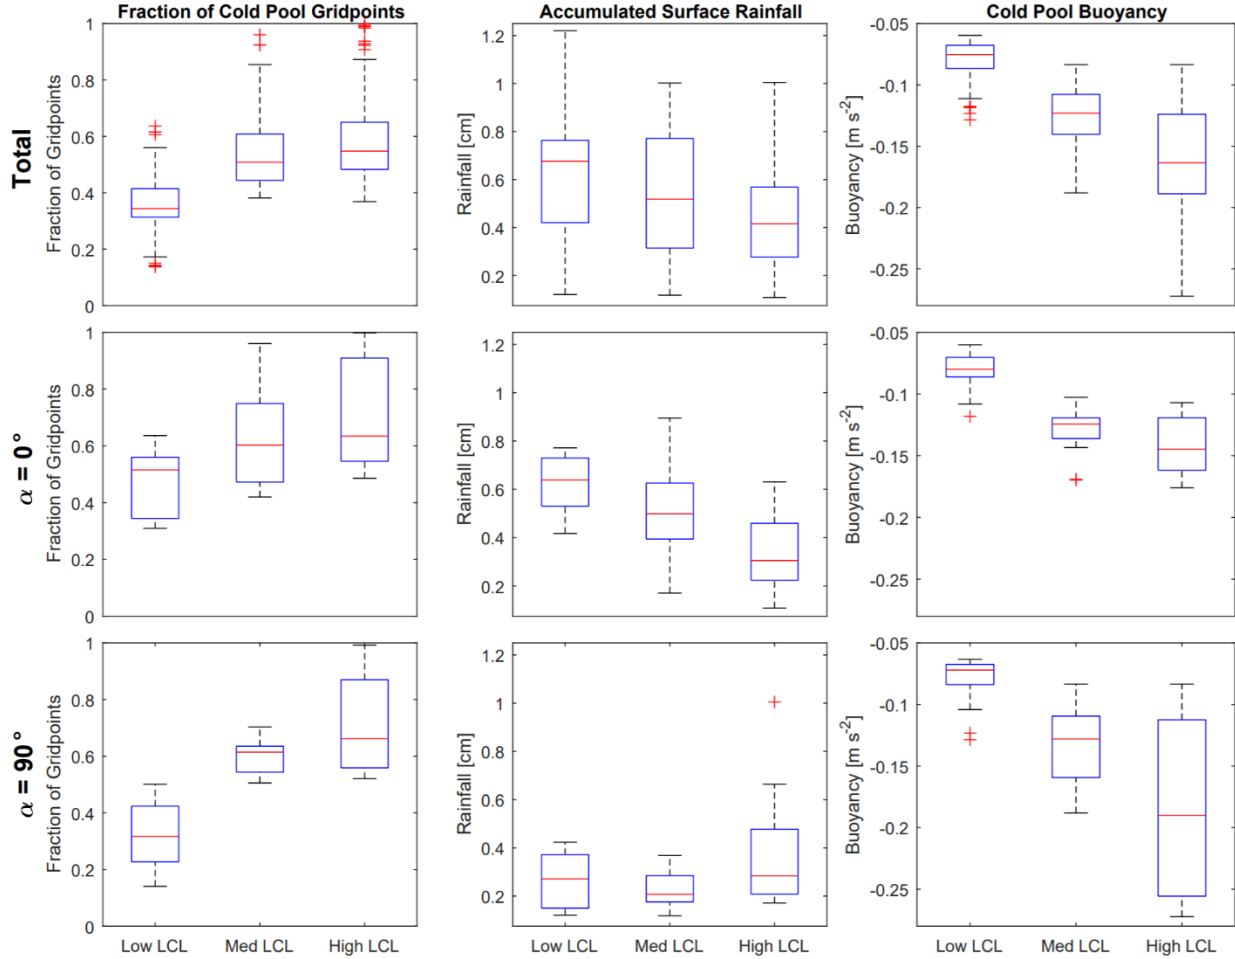 Fraction of Cold Pool Gridpoints
Accumulated Surface Rainfall
Cold Pool Buoyancy
Total
Fraction of Gridpoints
1
0.8
0.6
0.4
0.2
0
Rainfall [cm]
1.2
1
0.8
0.6
0.4
0.2
Buoyancy [m s⁻²]
-0.05
-0.1
-0.15
-0.2
-0.25
α = 0°
Fraction of Gridpoints
1
0.8
0.6
0.4
0.2
0
Rainfall [cm]
1.2
1
0.8
0.6
0.4
0.2
Buoyancy [m s⁻²]
-0.05
-0.1
-0.15
-0.2
-0.25
α = 90°
Fraction of Gridpoints
1
0.8
0.6
0.4
0.2
0
Rainfall [cm]
1.2
1
0.8
0.6
0.4
0.2
Buoyancy [m s⁻²]
-0.05
-0.1
-0.15
-0.2
-0.25
Low LCL Med LCL High LCL
Low LCL Med LCL High LCL
Low LCL Med LCL High LCL